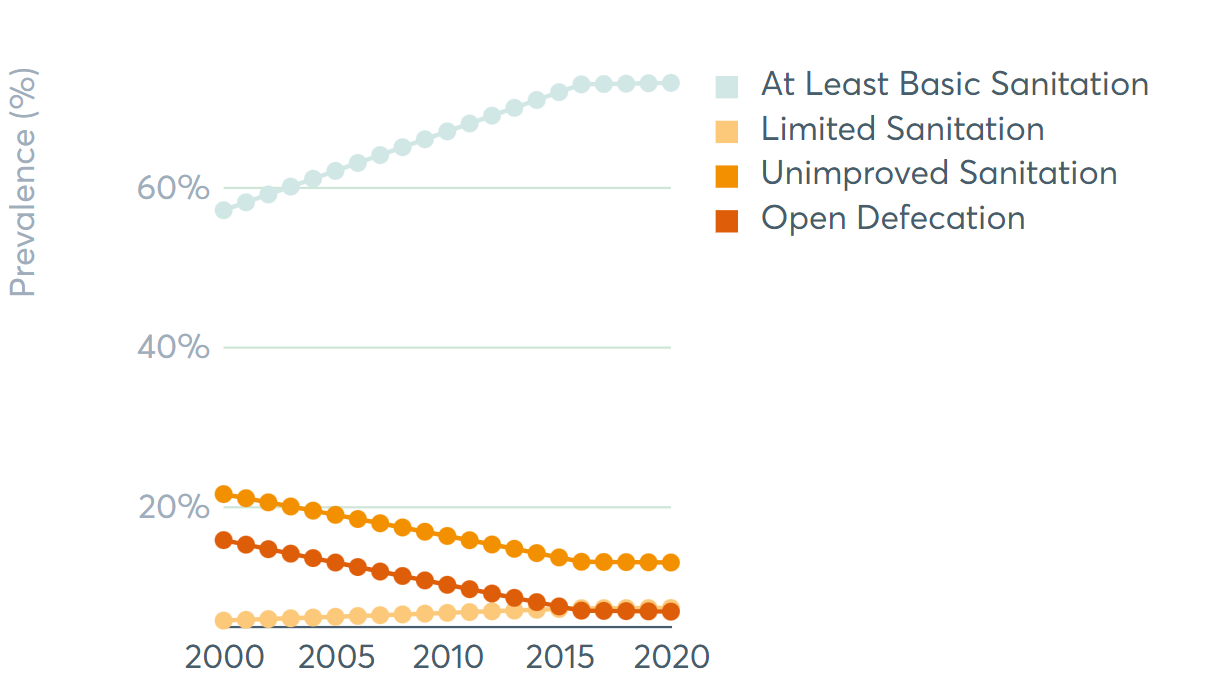 Prevalence (%)
60%
40%
20%
2000 2005 2010 2015 2020
At Least Basic Sanitation
Limited Sanitation
Unimproved Sanitation
Open Defecation